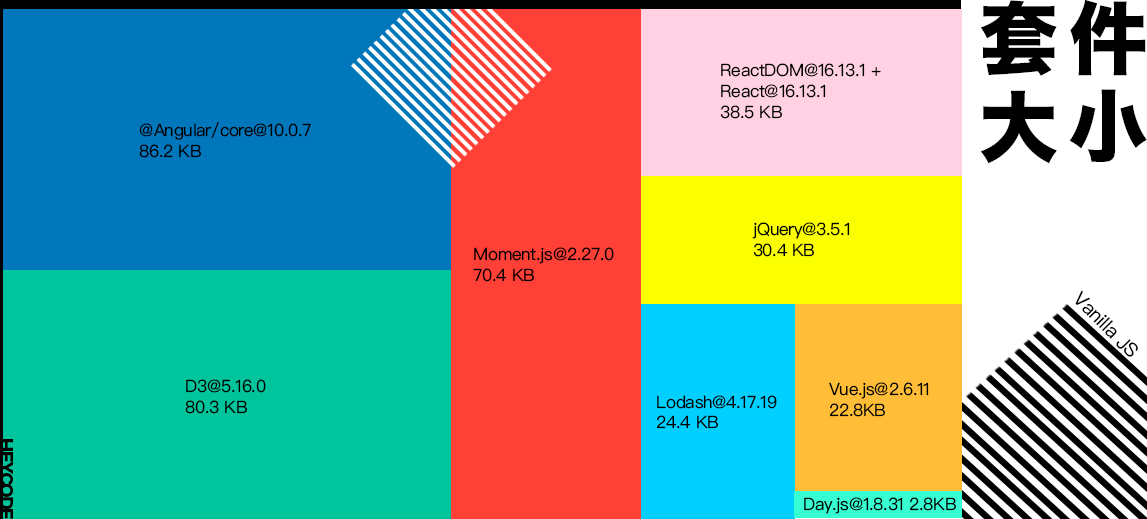 套件
大小
@Angular/core@10.0.7
86.2 KB
Moment.js@2.27.0
70.4 KB
ReactDOM@16.13.1 +
React@16.13.1
38.5 KB
jQuery@3.5.1
30.4 KB
D3@5.16.0
80.3 KB
Lodash@4.17.19
24.4 KB
Vue.js@2.6.11
22.8KB
Day.js@1.8.31 2.8KB
Vanilla JS
HEYCODE